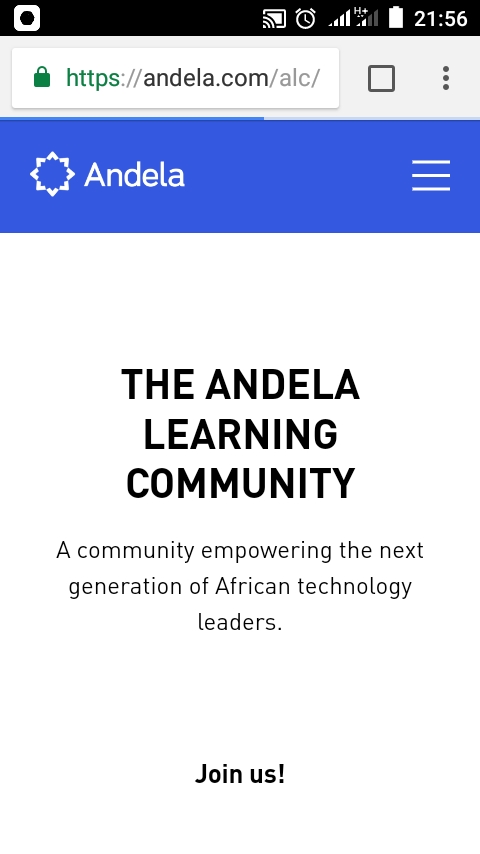 H+
21:56
https://andela.com/alc/
Andela
THE ANDELA
LEARNING
COMMUNITY
A community empowering the next
generation of African technology
leaders.
Join us!